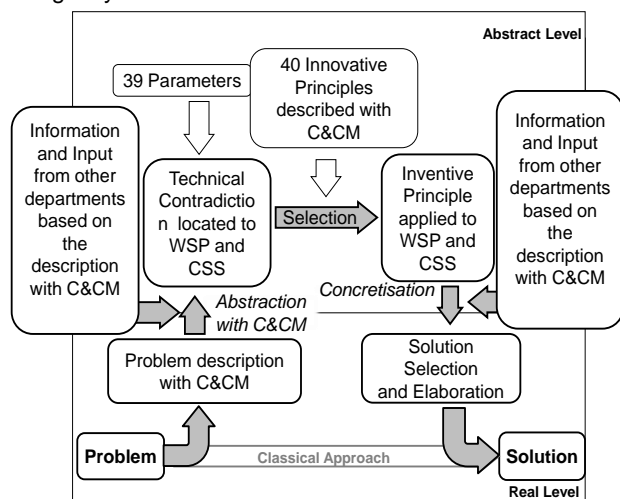 Abstract Level
39 Parameters
40 Innovative
Principles
described with
C&CM
Information
and Input
from other
departments
based on
the
description
with C&CM
Technical
Contradictio
n located to
WSP and
CSS
Selection
Inventive
Principle
applied to
WSP and
CSS
Information
and Input
from other
departments
based on
the
description
with C&CM
Abstraction
with C&CM
Concretisation
Problem description
with C&CM
Solution
Selection
and Elaboration
Problem
Classical Approach
Solution
Real Level